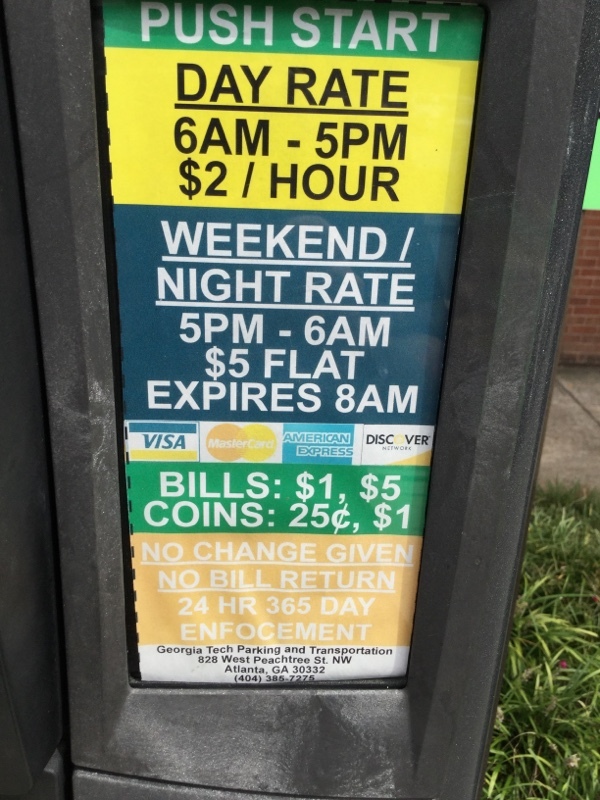 PUSH START
DAY RATE
6AM - 5PM
$2 / HOUR
WEEKEND /
NIGHT RATE
5PM - 6AM
$5 FLAT
EXPIRES 8AM
VISA MasterCard AMERICAN EXPRESS DISCOVER NETWORK
BILLS: $1, $5
COINS: 25¢, $1
NO CHANGE GIVEN
NO BILL RETURN
24 HR 365 DAY
ENFOCEMENT
Georgia Tech Parking and Transportation
828 West Peachtree St. NW
Atlanta, GA 30332
(404) 385-7275